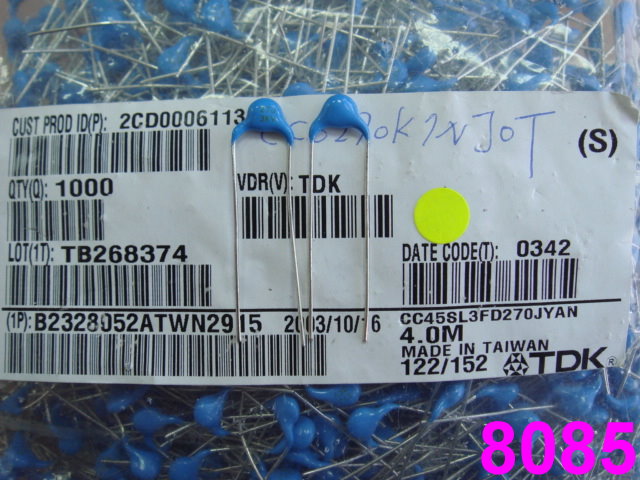 CUST PROD ID(P): 2CD0006113
(S)
QTY(Q): 1000
VDR(V): TDK
LOT(1T): TB268374
DATE CODE(T): 0342
(1P): B2328052ATWN2915 2003/10/16
CC45SL3FD270JYAN
4.0M
MADE IN TAIWAN
122/152 TDK
8085